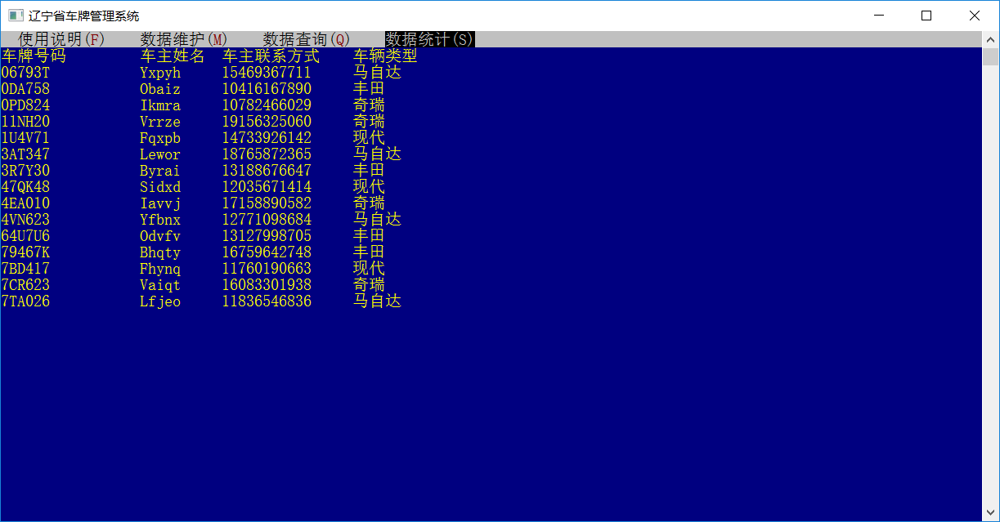 辽宁省车牌管理系统
使用说明(F) 数据维护(M) 数据查询(Q) 数据统计(S)
车牌号码 车主姓名 车主联系方式 车辆类型
06793T Yxpyh 15469367711 马自达
0DA758 Obaiz 10416167890 丰田
0PD824 Ikmra 10782466029 奇瑞
11NH20 Vrrze 19156325060 奇瑞
1U4V71 Fqxpb 14733926142 现代
3AT347 Lewor 18765872365 马自达
3R7Y30 Byrai 13188676647 丰田
47QK48 Sidxd 12035671414 现代
4EA010 Iavvj 17158890582 奇瑞
4VN623 Yfbnx 12771098684 马自达
64U7U6 Odvfv 13127998705 丰田
79467K Bhqty 16759642748 丰田
7BD417 Fhynq 11760190663 现代
7CR623 Vaiqt 16083301938 奇瑞
7TA026 Lfjeo 11836546836 马自达